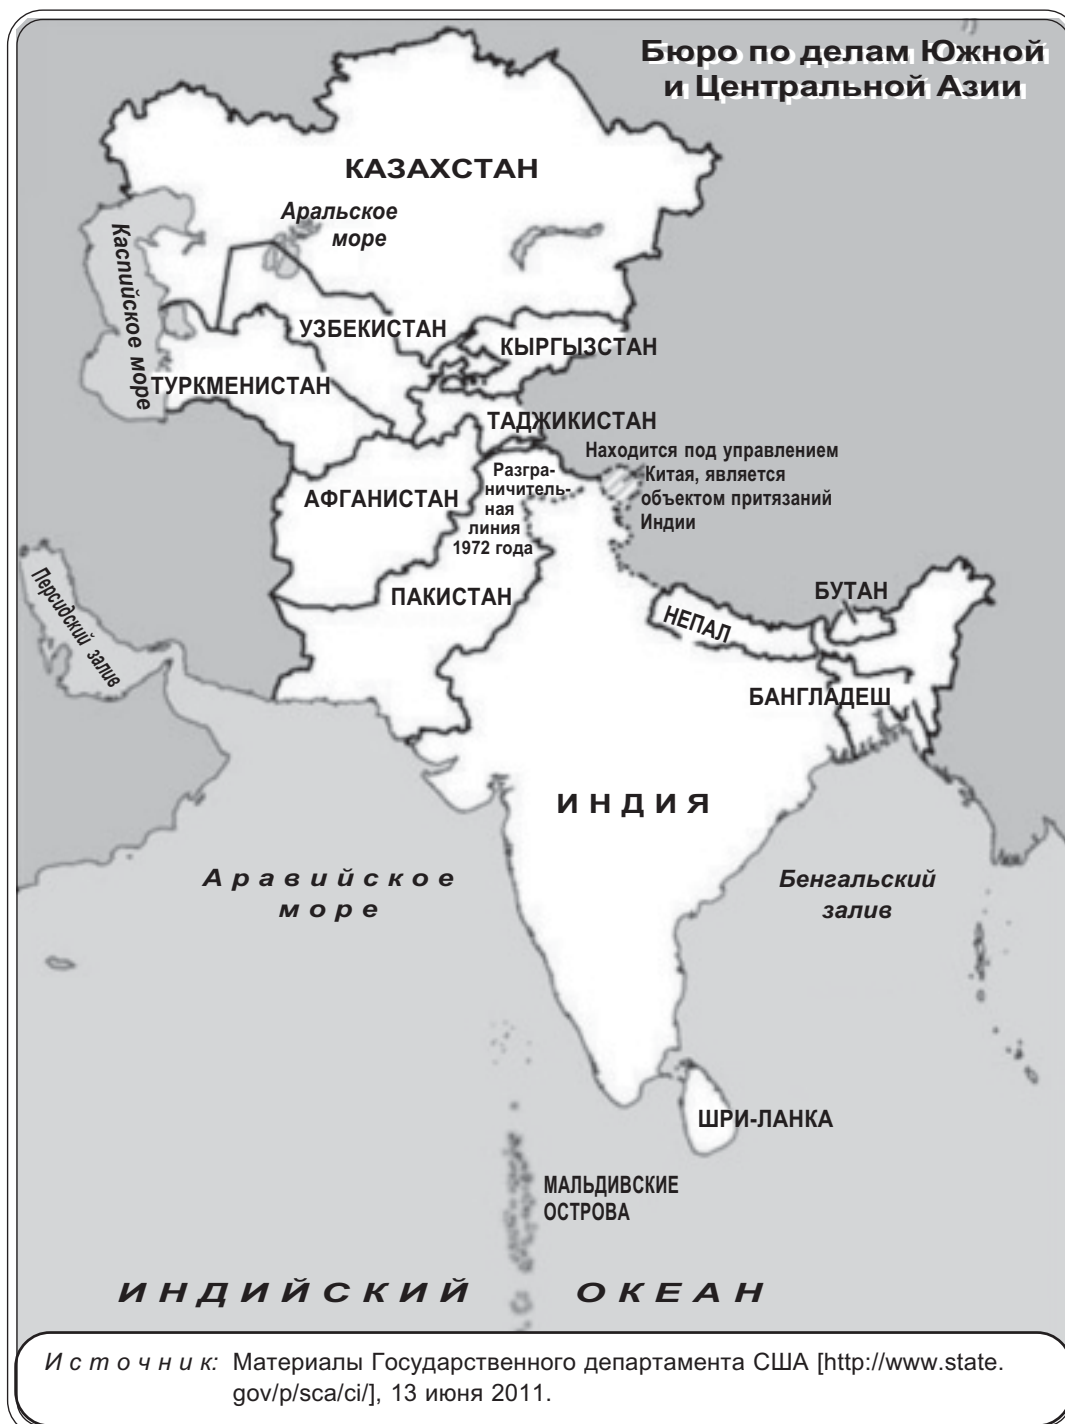 Бюро по делам Южной
и Центральной Азии
КАЗАХСТАН
Аральское
море
Каспийское море
УЗБЕКИСТАН
КЫРГЫЗСТАН
ТУРКМЕНИСТАН
ТАДЖИКИСТАН
Находится под управлением
Китая, является
объектом притязаний
Индии
Разгра-
ничитель-
ная
линия
1972 года
АФГАНИСТАН
ПАКИСТАН
Персидский залив
БУТАН
НЕПАЛ
БАНГЛАДЕШ
ИНДИЯ
Аравийское
море
Бенгальский
залив
ШРИ-ЛАНКА
МАЛЬДИВСКИЕ
ОСТРОВА
ИНДИЙСКИЙ ОКЕАН
Источник: Материалы Государственного департамента США [http://www.state.
gov/p/sca/ci/], 13 июня 2011.